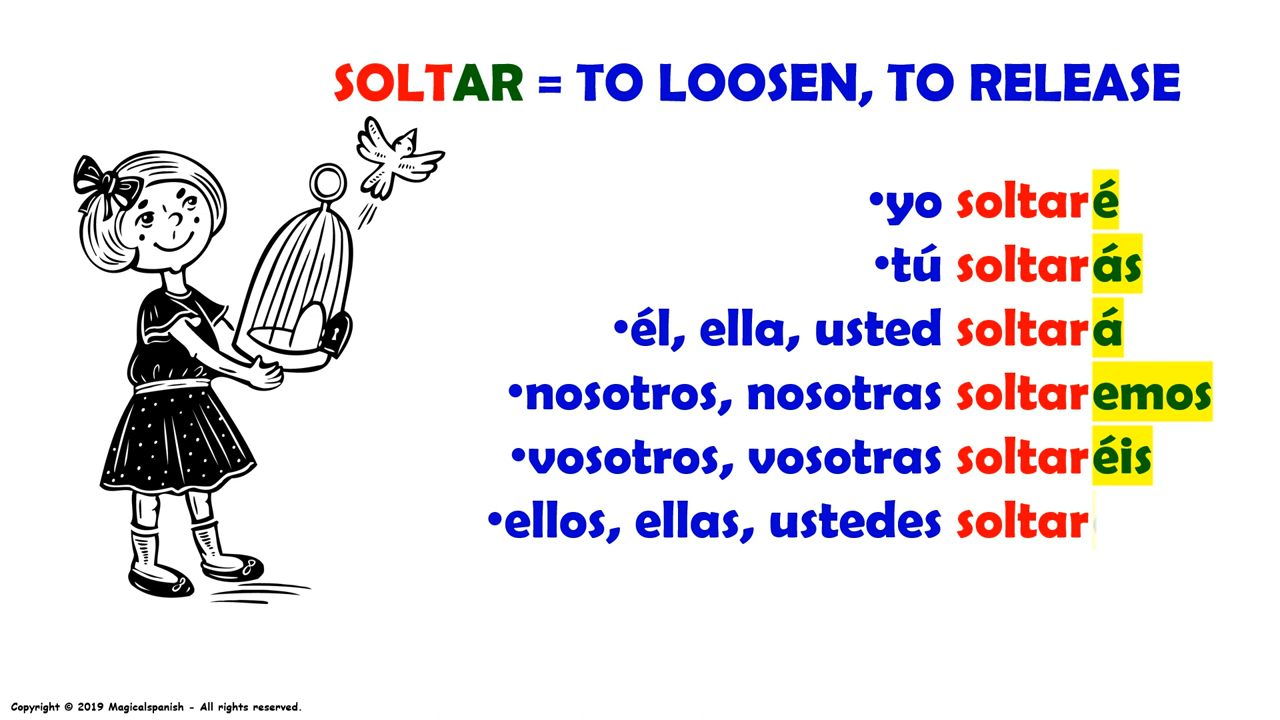 SOLTAR = TO LOOSEN, TO RELEASE
•yo soltaré
•tú soltarás
•él, ella, usted soltará
•nosotros, nosotras soltaremos
•vosotros, vosotras soltaréis
•ellos, ellas, ustedes soltar
Copyright © 2019 Magicalspanish - All rights reserved.